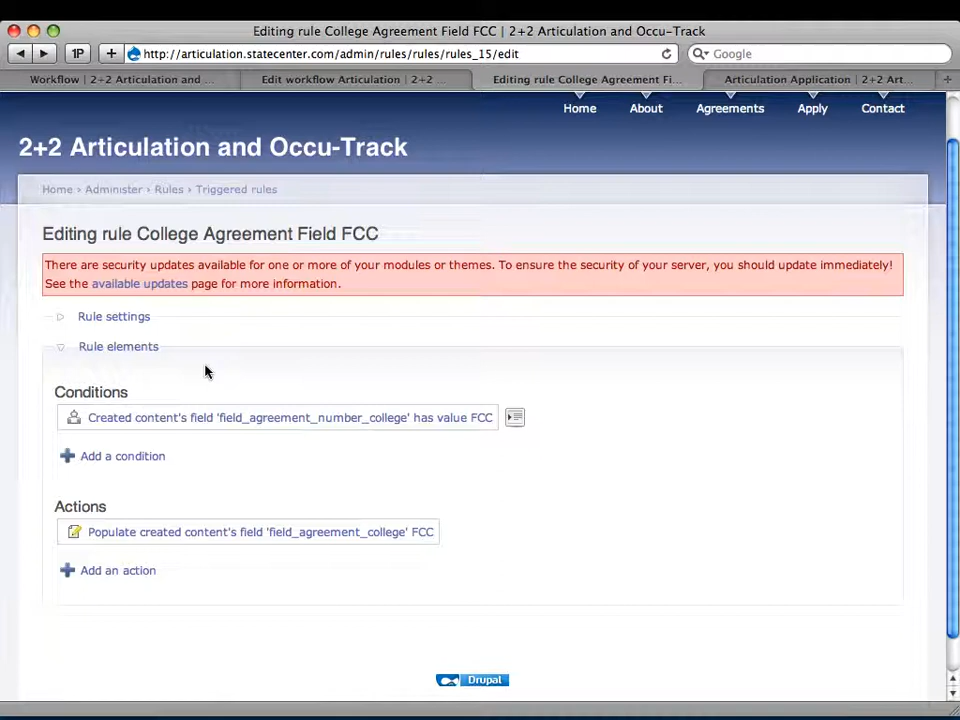 Editing rule College Agreement Field FCC | 2+2 Articulation and Occu-Track
1P
http://articulation.statecenter.com/admin/rules/rules_15/edit
Google
Workflow | 2+2 Articulation and ...
Edit workflow Articulation | 2+2 ...
Editing rule College Agreement Fi...
Articulation Application | 2+2 Art...
Home
About
Agreements
Apply
Contact
2+2 Articulation and Occu-Track
Home › Administer › Rules › Triggered rules
Editing rule College Agreement Field FCC
There are security updates available for one or more of your modules or themes. To ensure the security of your server, you should update immediately!
See the available updates page for more information.
Rule settings
Rule elements
Conditions
Created content's field 'field_agreement_number_college' has value FCC
Add a condition
Actions
Populate created content's field 'field_agreement_college' FCC
Add an action
Drupal